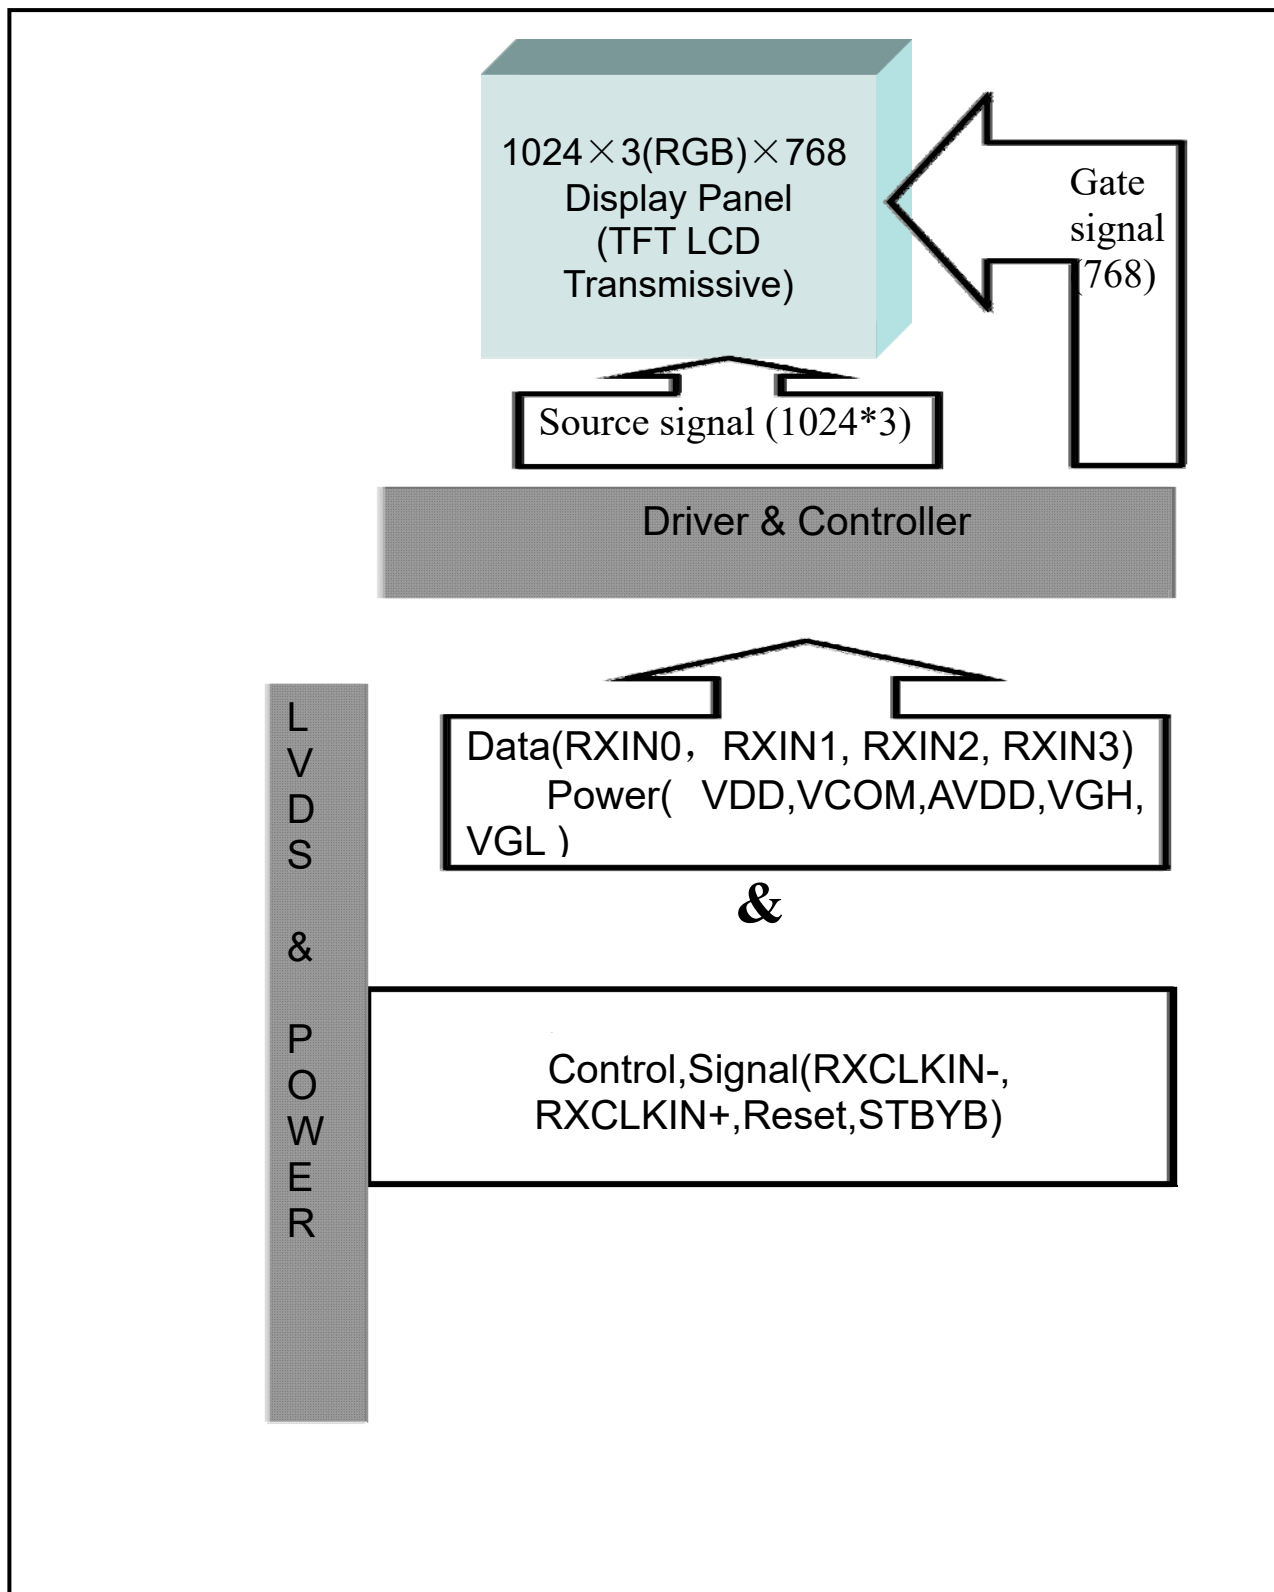 1024×3(RGB)×768
Display Panel
(TFT LCD
Transmissive)
Gate
signal
(768)
Source signal (1024*3)
Driver & Controller
L
V
D
S
&
P
O
W
E
R
Data(RXIN0，RXIN1, RXIN2, RXIN3)
Power( VDD,VCOM,AVDD,VGH,
VGL )
&
Control,Signal(RXCLKIN-,
RXCLKIN+,Reset,STBYB)